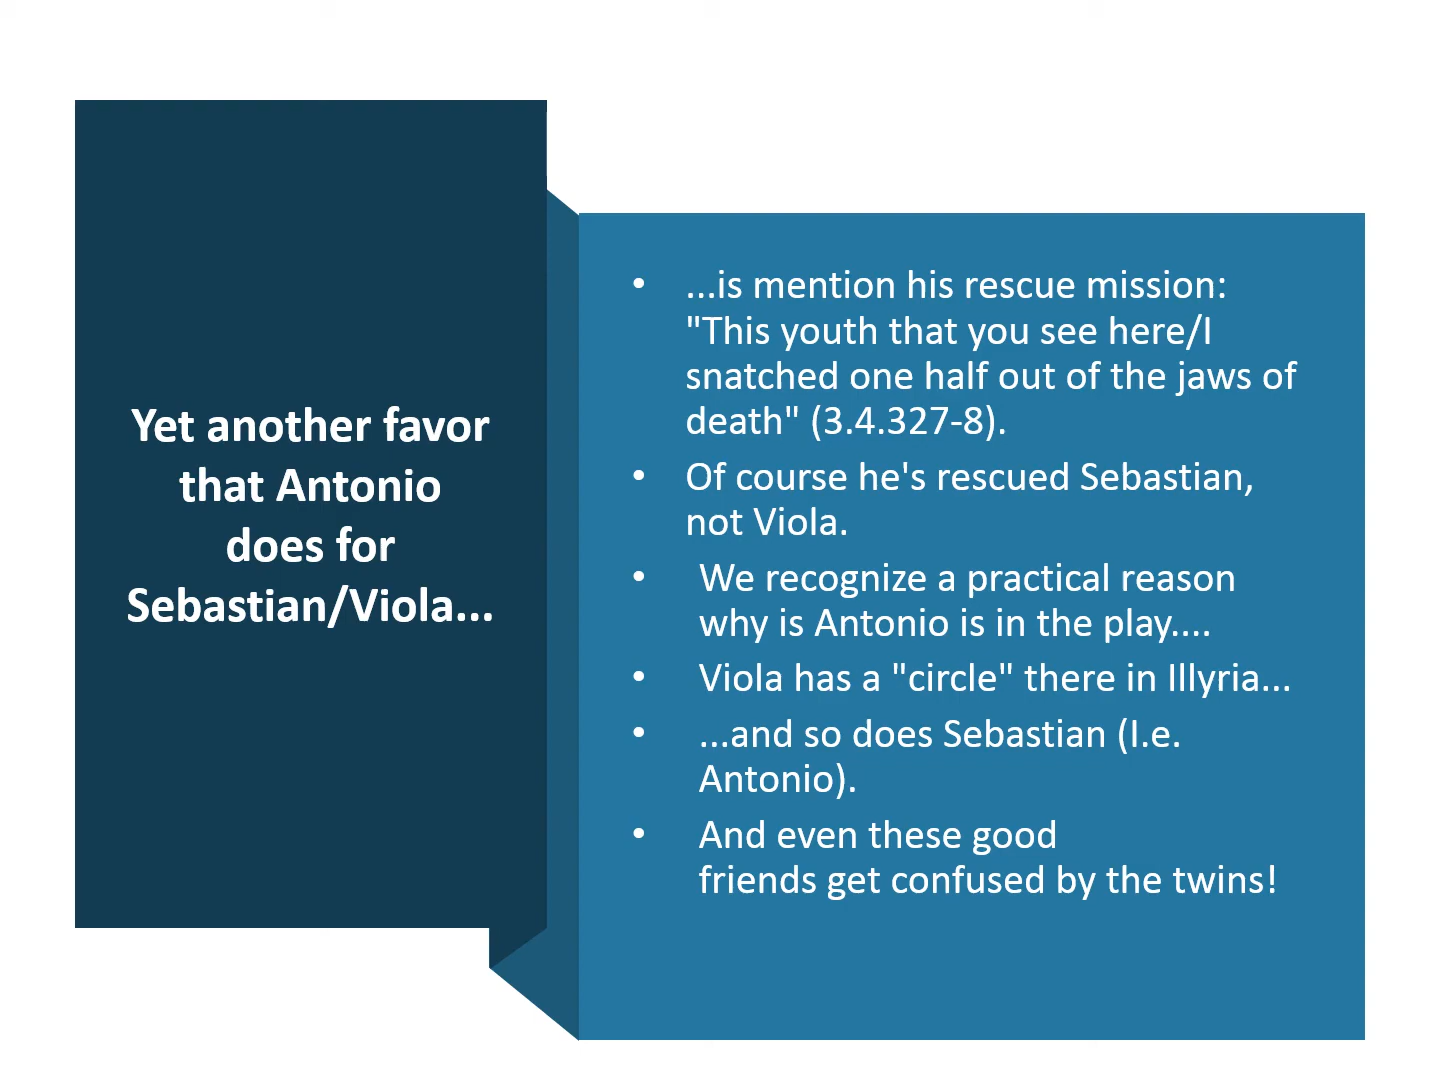 Yet another favor
that Antonio
does for
Sebastian/Viola...
• ...is mention his rescue mission:
"This youth that you see here/I
snatched one half out of the jaws of
death" (3.4.327-8).
• Of course he's rescued Sebastian,
not Viola.
• We recognize a practical reason
why is Antonio is in the play....
• Viola has a "circle" there in Illyria...
• ...and so does Sebastian (I.e.
Antonio).
• And even these good
friends get confused by the twins!